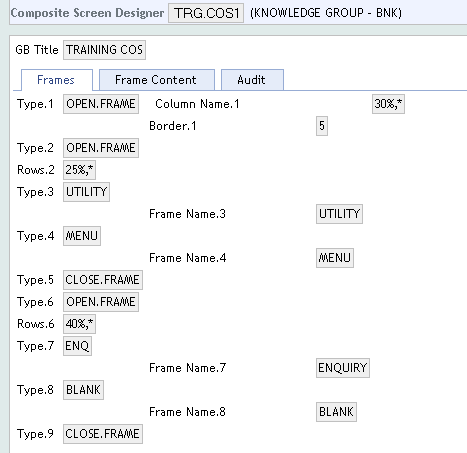 Composite Screen Designer TRG.COS1 (KNOWLEDGE GROUP - BNK)
GB Title TRAINING COS
Frames Frame Content Audit
Type.1 OPEN.FRAME Column Name.1 30%,*
Border.1 5
Type.2 OPEN.FRAME
Rows.2 25%,*
Type.3 UTILITY
Frame Name.3 UTILITY
Type.4 MENU
Frame Name.4 MENU
Type.5 CLOSE.FRAME
Type.6 OPEN.FRAME
Rows.6 40%,*
Type.7 ENQ
Frame Name.7 ENQUIRY
Type.8 BLANK
Frame Name.8 BLANK
Type.9 CLOSE.FRAME